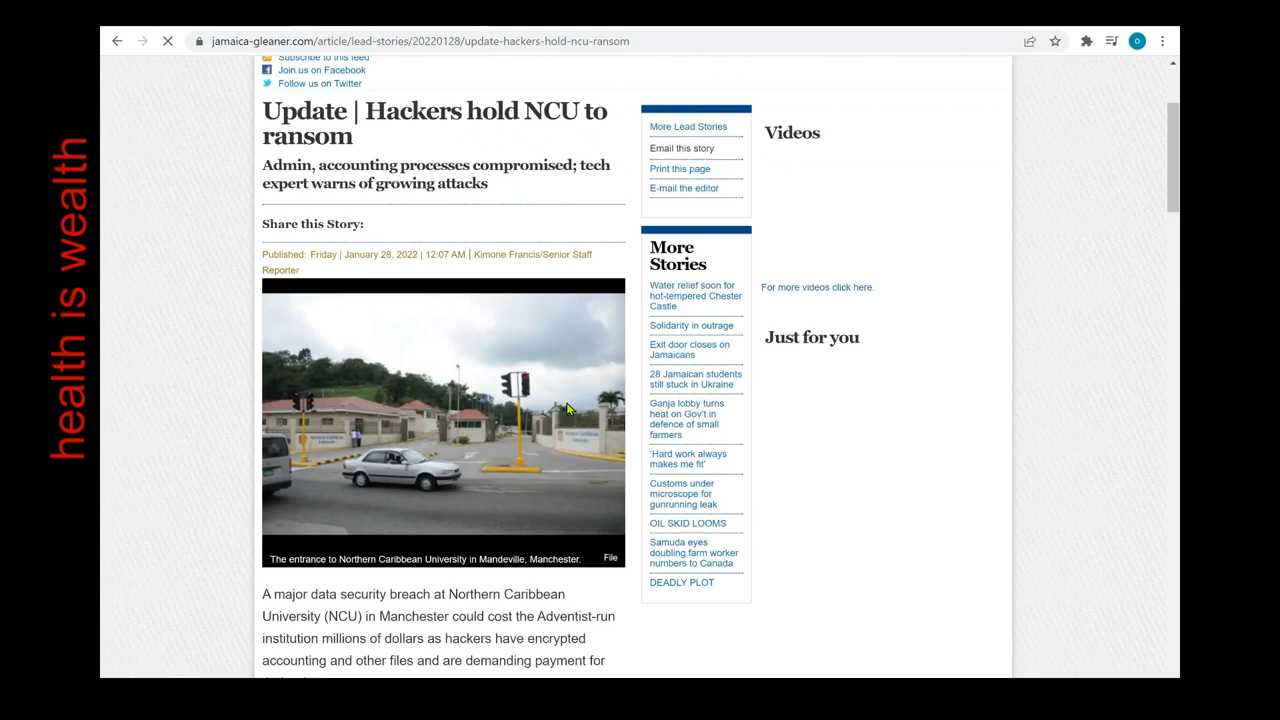 jamaica-gleaner.com/article/lead-stories/20220128/update-hackers-hold-ncu-ransom
o
health is wealth
Subscribe to this feed
Join us on Facebook
Follow us on Twitter
Update | Hackers hold NCU to
ransom
Admin, accounting processes compromised; tech
expert warns of growing attacks
Share this Story:
Published: Friday | January 28, 2022 | 12:07 AM | Kimone Francis/Senior Staff
Reporter
The entrance to Northern Caribbean University in Mandeville, Manchester.
File
A major data security breach at Northern Caribbean
University (NCU) in Manchester could cost the Adventist-run
institution millions of dollars as hackers have encrypted
accounting and other files and are demanding payment for
More Lead Stories
Email this story
Print this page
E-mail the editor
More
Stories
Water relief soon for
hot-tempered Chester
Castle
Solidarity in outrage
Exit door closes on
Jamaicans
28 Jamaican students
still stuck in Ukraine
Ganja lobby turns
heat on Gov't in
defence of small
farmers
'Hard work always
makes me fit'
Customs under
microscope for
gunrunning leak
OIL SKID LOOMS
Samuda eyes
doubling farm worker
numbers to Canada
DEADLY PLOT
Videos
For more videos click here.
Just for you